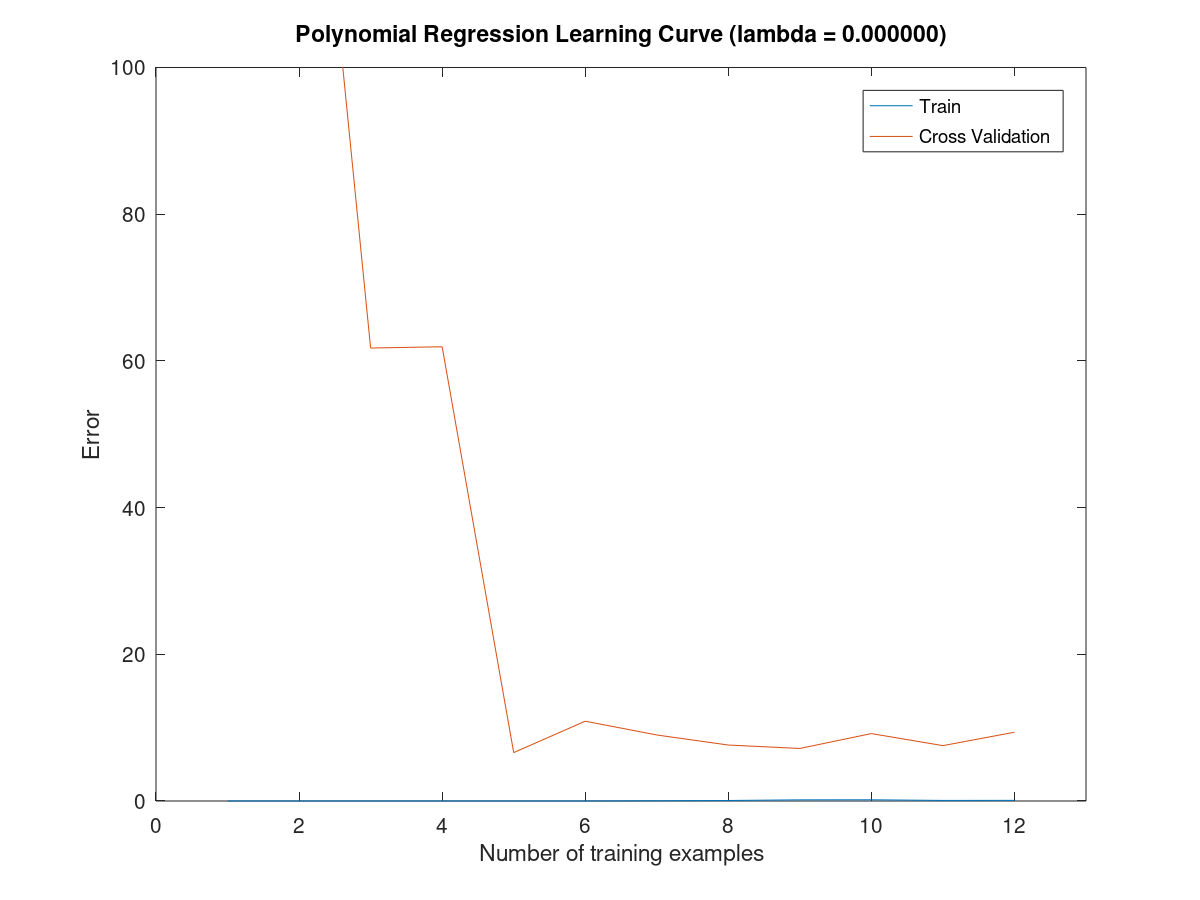 Polynomial Regression Learning Curve (lambda = 0.000000)
Train
Cross Validation
100
80
60
40
20
0
Error
0 2 4 6 8 10 12
Number of training examples